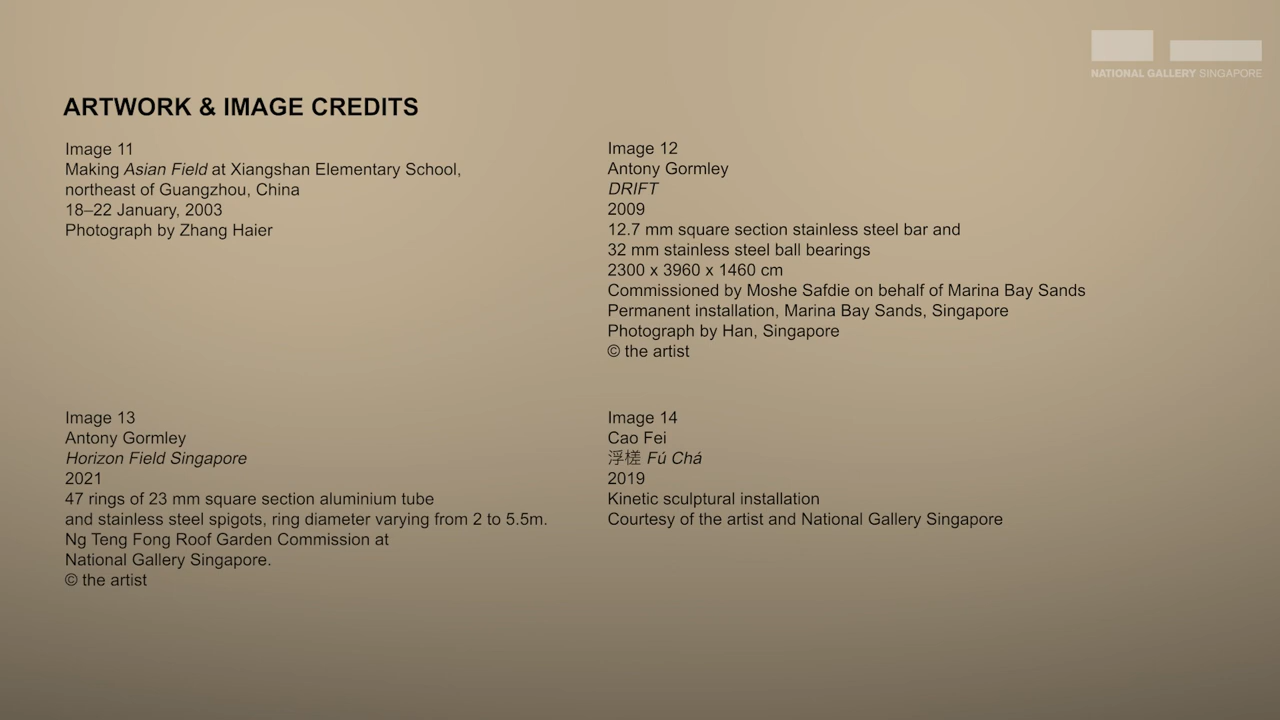 NATIONAL GALLERY SINGAPORE
ARTWORK & IMAGE CREDITS
Image 11
Making Asian Field at Xiangshan Elementary School,
northeast of Guangzhou, China
18–22 January, 2003
Photograph by Zhang Haier
Image 12
Antony Gormley
DRIFT
2009
12.7 mm square section stainless steel bar and
32 mm stainless steel ball bearings
2300 x 3960 x 1460 cm
Commissioned by Moshe Safdie on behalf of Marina Bay Sands
Permanent installation, Marina Bay Sands, Singapore
Photograph by Han, Singapore
© the artist
Image 13
Antony Gormley
Horizon Field Singapore
2021
47 rings of 23 mm square section aluminium tube
and stainless steel spigots, ring diameter varying from 2 to 5.5m.
Ng Teng Fong Roof Garden Commission at
National Gallery Singapore.
© the artist
Image 14
Cao Fei
浮槎 Fú Chá
2019
Kinetic sculptural installation
Courtesy of the artist and National Gallery Singapore